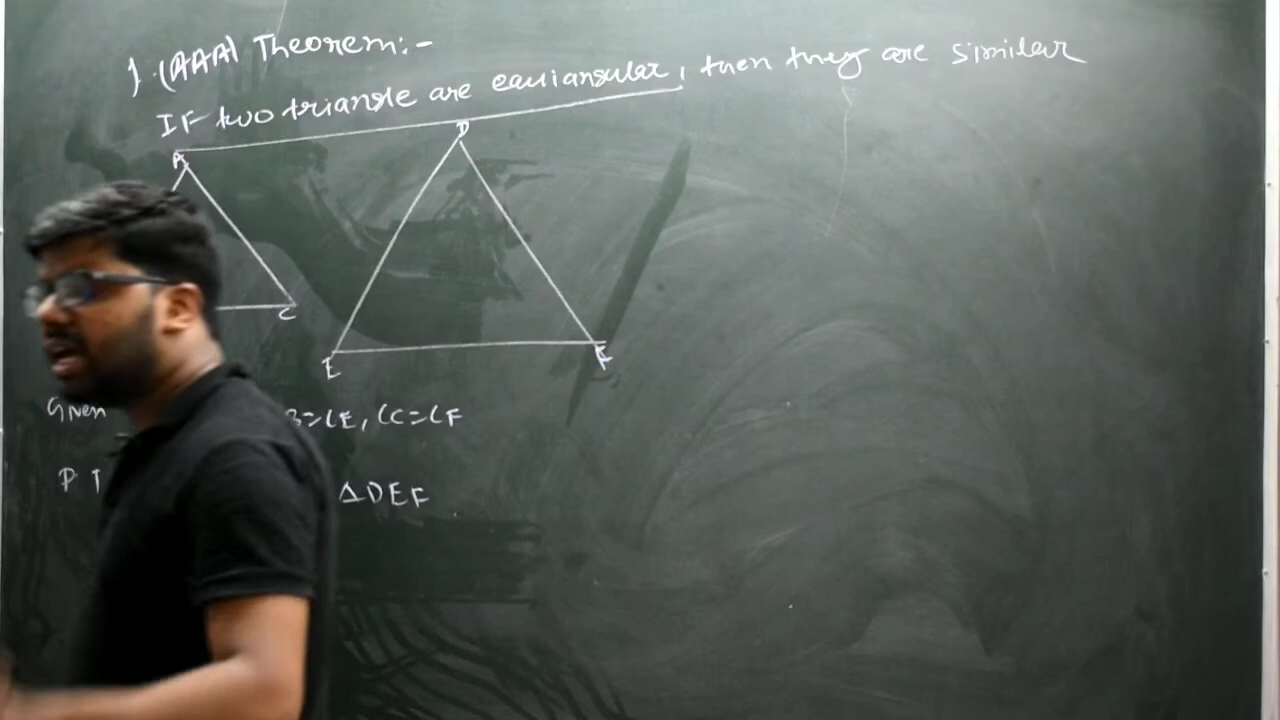 1. (AAA) Theorem:-
If two triangle are equiangular, then they are similar
A
D
C
E
F
Given B=∠E, ∠C=∠F
P T ΔDEF